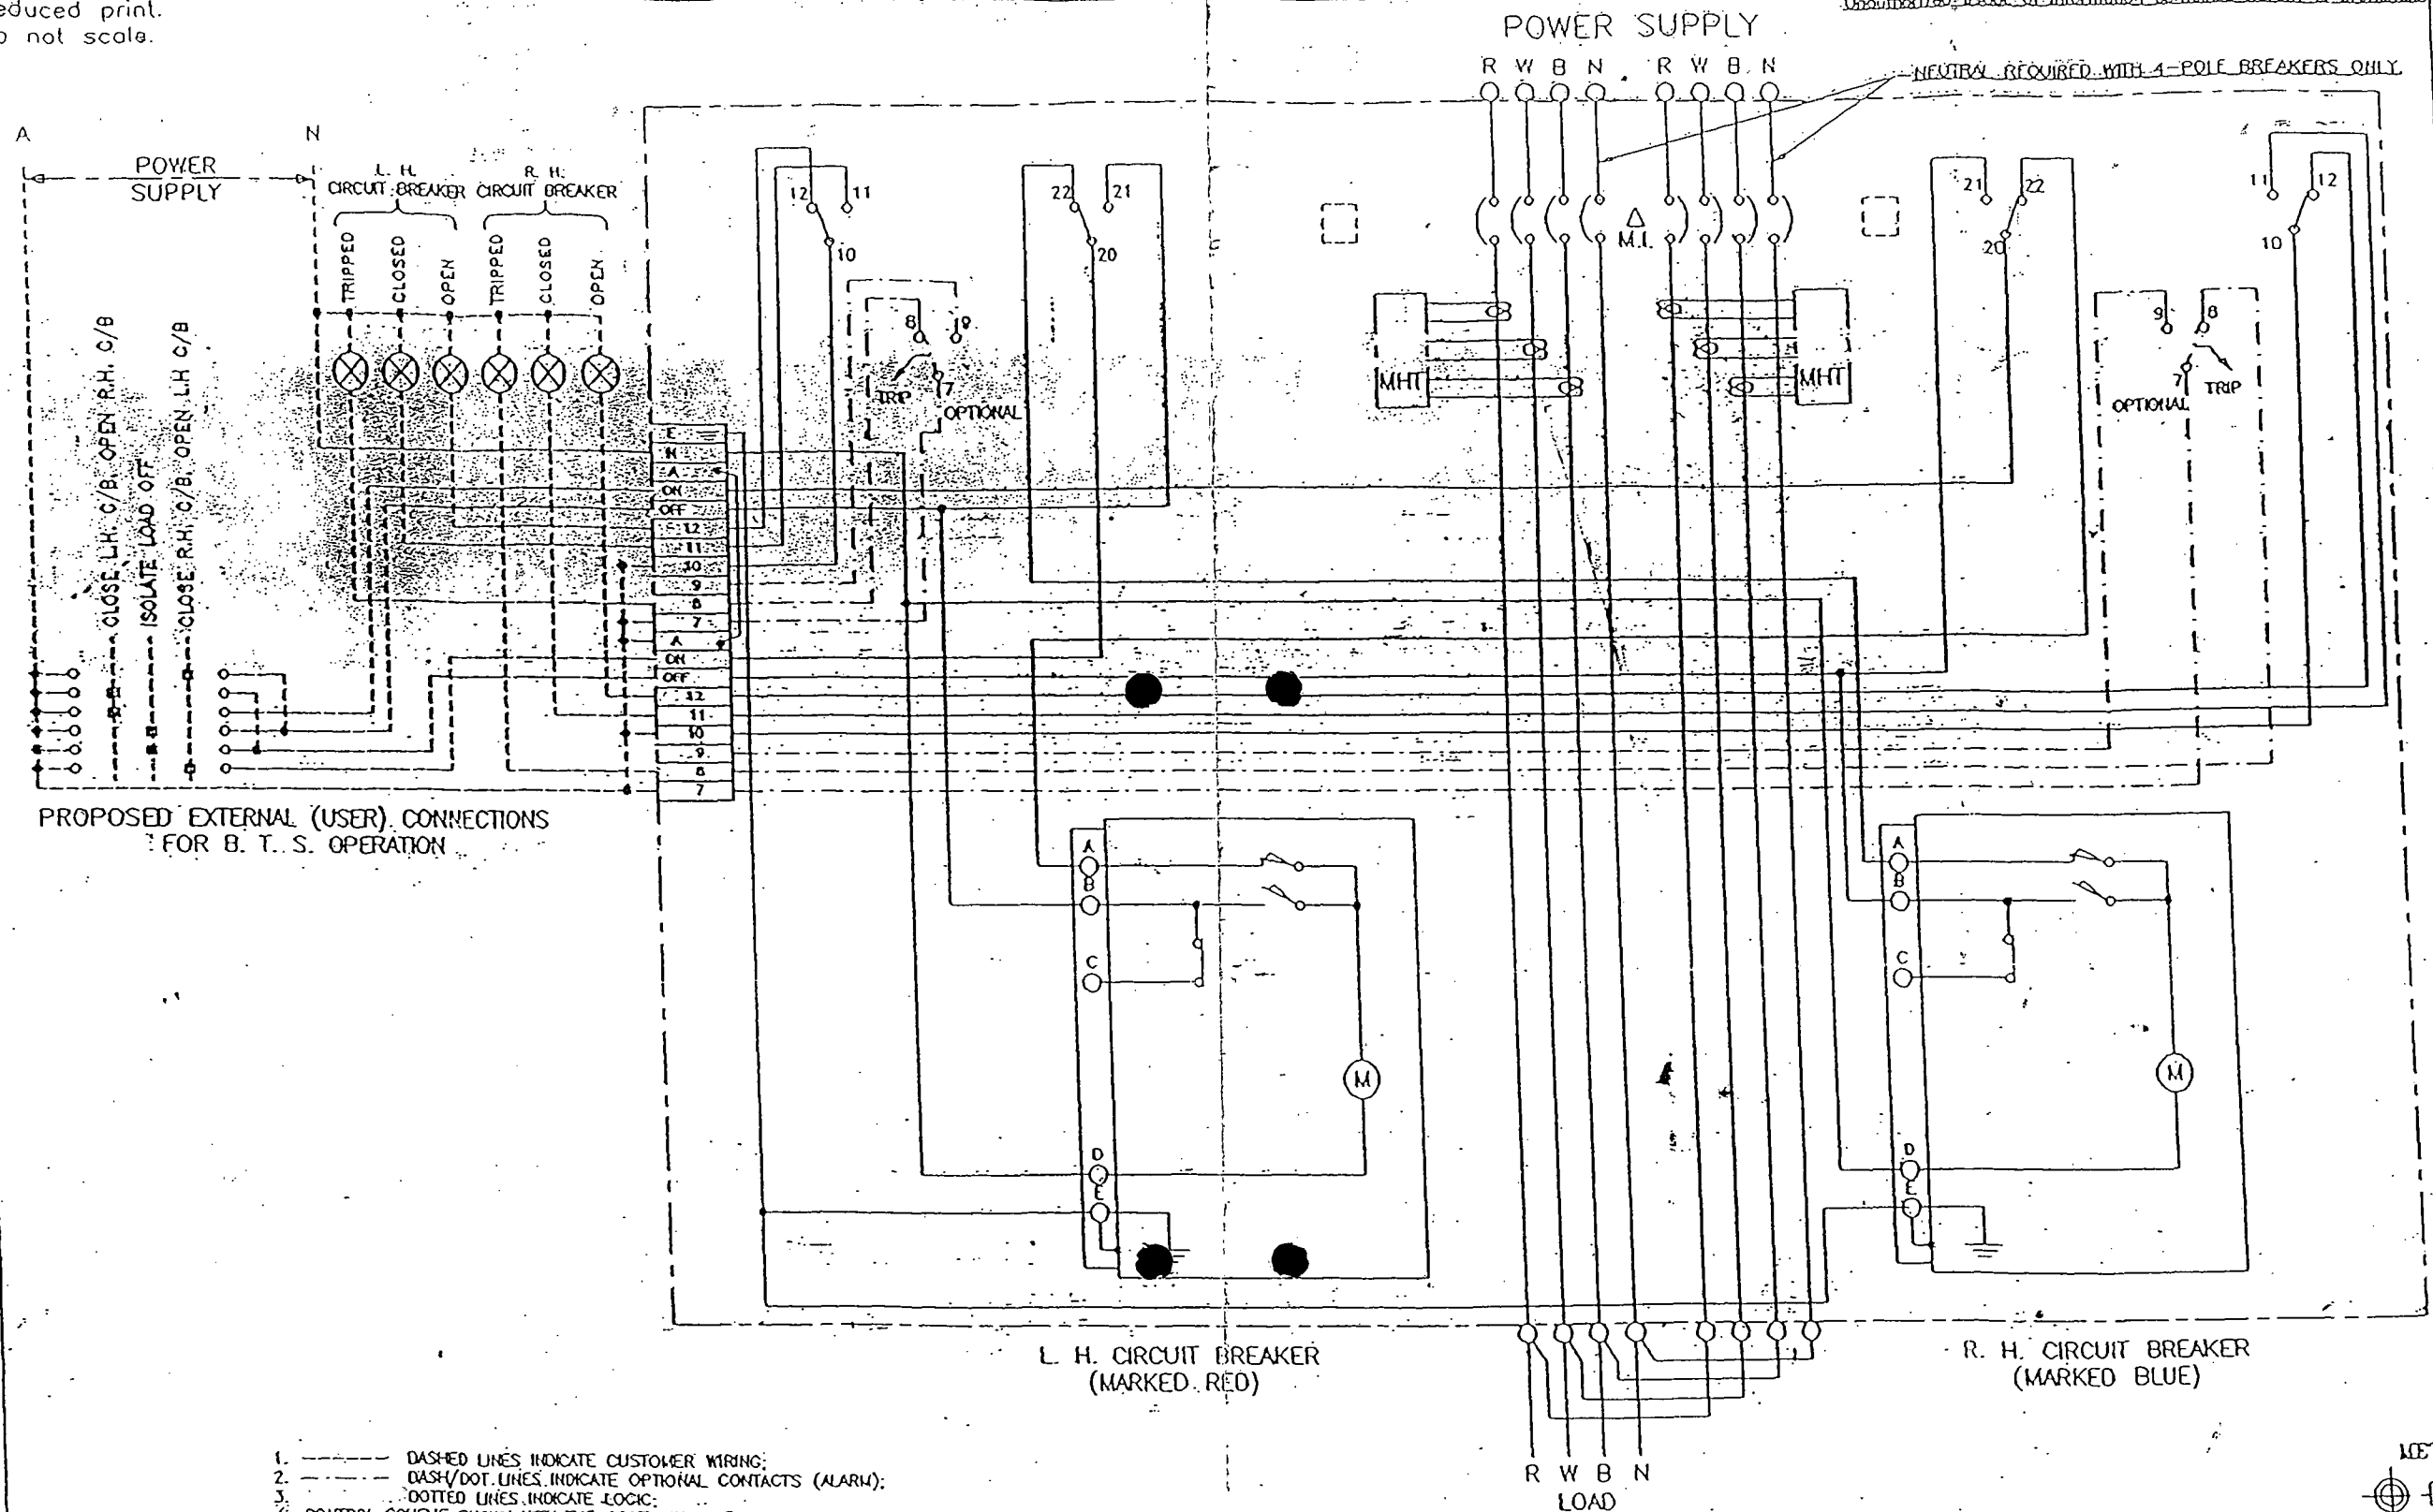 educed print.
o not scale.
POWER SUPPLY
R W B N R W B N
NEUTRAL REQUIRED WITH 4-POLE BREAKERS ONLY.
A
N
POWER
SUPPLY
L. H.
CIRCUIT BREAKER
R. H.
CIRCUIT BREAKER
TRIPPED
CLOSED
OPEN
TRIPPED
CLOSED
OPEN
CLOSE L.H. C/B, OPEN R.H. C/B
ISOLATE LOAD OFF
CLOSE R.H. C/B, OPEN L.H C/B
12 11
10
22 21
20
8 9
7
TRIP
OPTIONAL
M.I.
MHT
MHT
21 22
20
11 12
10
9 8
7
TRIP
OPTIONAL
E
N
A
ON
OFF
12
11
10
9
8
7
A
ON
OFF
12
11
10
9
8
7
PROPOSED EXTERNAL (USER) CONNECTIONS
FOR B. T. S. OPERATION
A
B
C
M
D
E
A
B
C
M
D
E
L. H. CIRCUIT BREAKER
(MARKED RED)
R. H. CIRCUIT BREAKER
(MARKED BLUE)
R W B N
LOAD
1. DASHED LINES INDICATE CUSTOMER WIRING;
2. DASH/DOT LINES INDICATE OPTIONAL CONTACTS (ALARM);
3. DOTTED LINES INDICATE LOGIC;